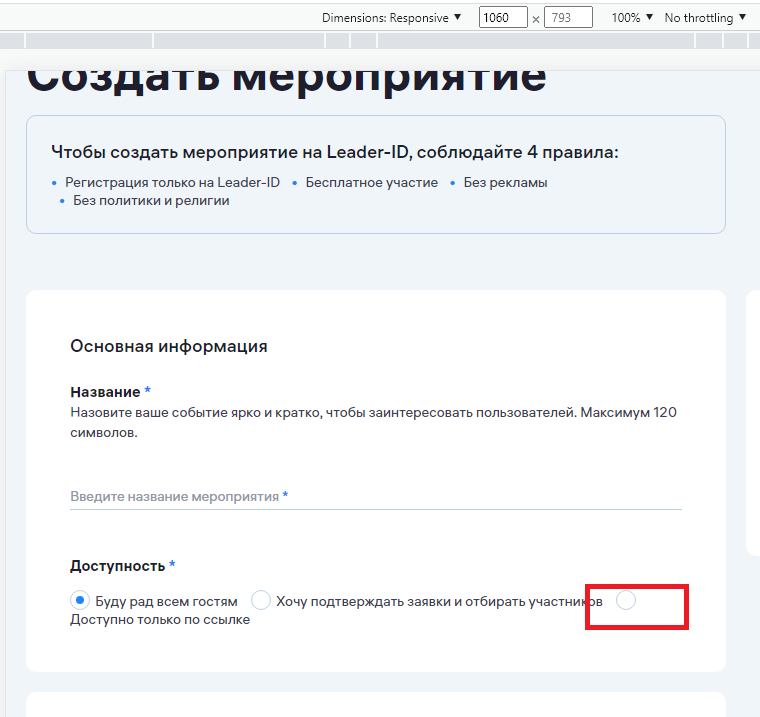 Dimensions: Responsive ▼ 1060 × 793 100% ▼ No throttling ▼
Создать мероприятие
Чтобы создать мероприятие на Leader-ID, соблюдайте 4 правила:
• Регистрация только на Leader-ID • Бесплатное участие • Без рекламы
• Без политики и религии
Основная информация
Название *
Назовите ваше событие ярко и кратко, чтобы заинтересовать пользователей. Максимум 120
символов.
Введите название мероприятия *
Доступность *
Буду рад всем гостям Хочу подтверждать заявки и отбирать участников
Доступно только по ссылке